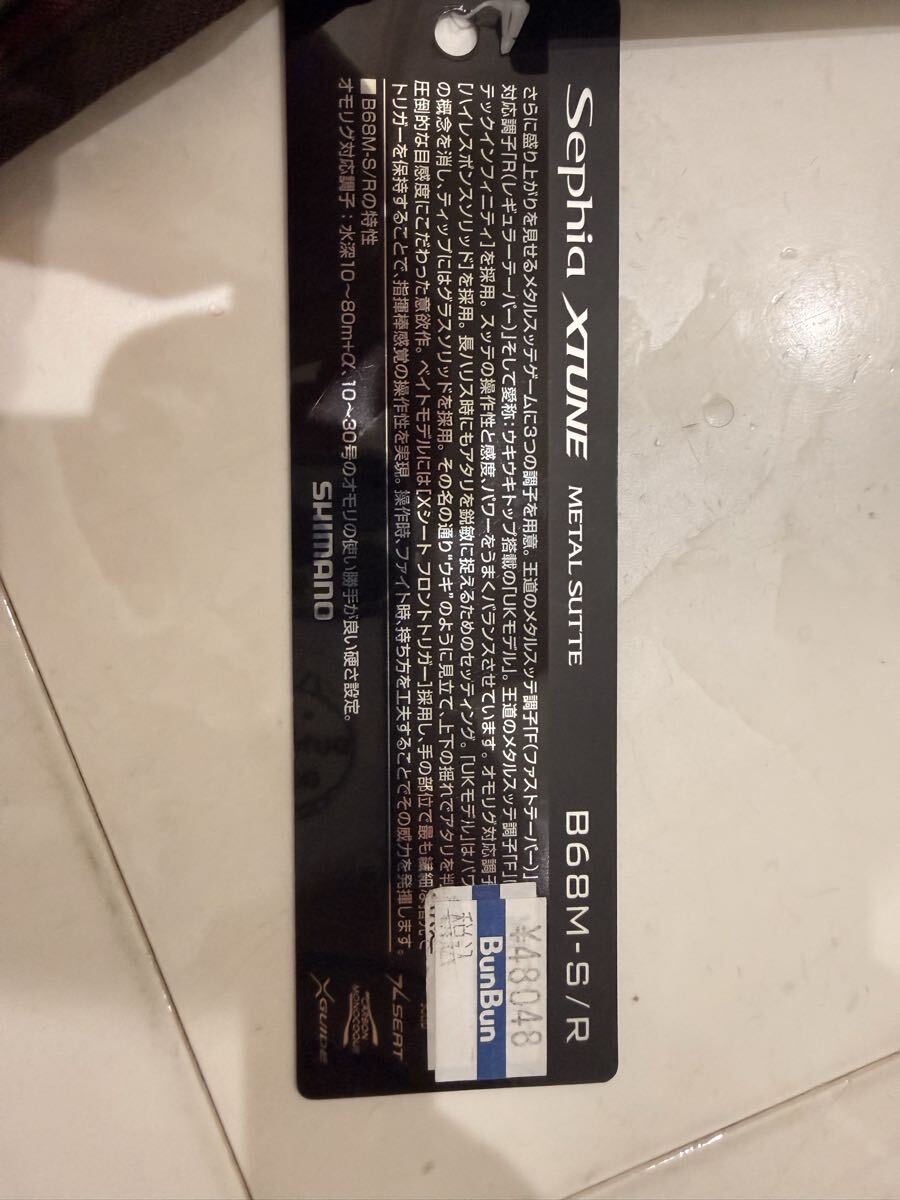 Sephia XTUNE METAL SUTTE B68M-S/R
さらに盛り上がりを見せるメタルスッテゲームに3つの調子を用意。王道のメタルスッテ調子「F(ファストテーパー)」
対応調子「R(レギュラーテーパー)」そして愛称:ウキウキトップ搭載の「UKモデル」。王道のメタルスッテ調子「F」
テックインフィニティ]を採用。スッテの操作性と感度、パワーをうまくバランスさせています。オモリグ対応調子
[ハイレスポンスソリッド]を採用。長ハリス時にもアタリを鋭敏に捉えるためのセッティング。「UKモデル」はパワ
の概念を消し、ティップにはグラスソリッドを採用。その名の通り"ウキ"のように見立て、上下の揺れでアタリを
圧倒的な目感度にこだわった意欲作。ベイトモデルには[Xシート フロントトリガー]採用し、手の部位で最も繊細な指先で
トリガーを保持することで、指揮棒感覚の操作性を実現。操作時、ファイト時、持ち方を工夫することでその威力を発揮します。
■B68M-S/Rの特性
オモリグ対応調子:水深10～80m+α、10～30号のオモリの使い勝手が良い硬さ設定。
SHIMANO
¥48048
BunBun
税込
X SEAT
CARBON MONOCOQUE
X GUIDE